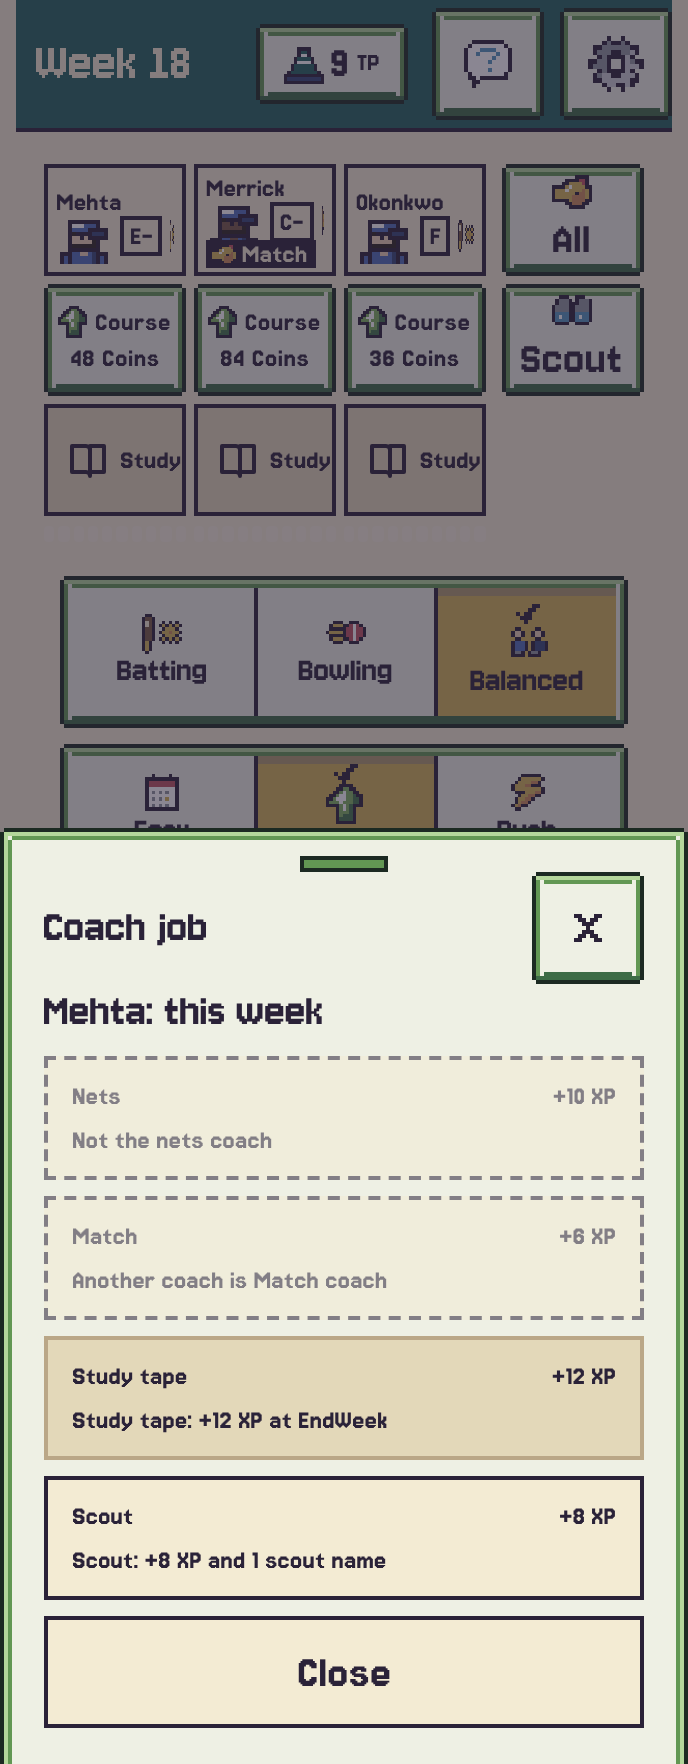 Week 18
9 TP
?
Mehta
E-
Merrick
C-
Match
Okonkwo
F
All
Course
48 Coins
Course
84 Coins
Course
36 Coins
Scout
Study
Study
Study
Batting
Bowling
Balanced
Coach job
X
Mehta: this week
Nets
+10 XP
Not the nets coach
Match
+6 XP
Another coach is Match coach
Study tape
+12 XP
Study tape: +12 XP at EndWeek
Scout
+8 XP
Scout: +8 XP and 1 scout name
Close